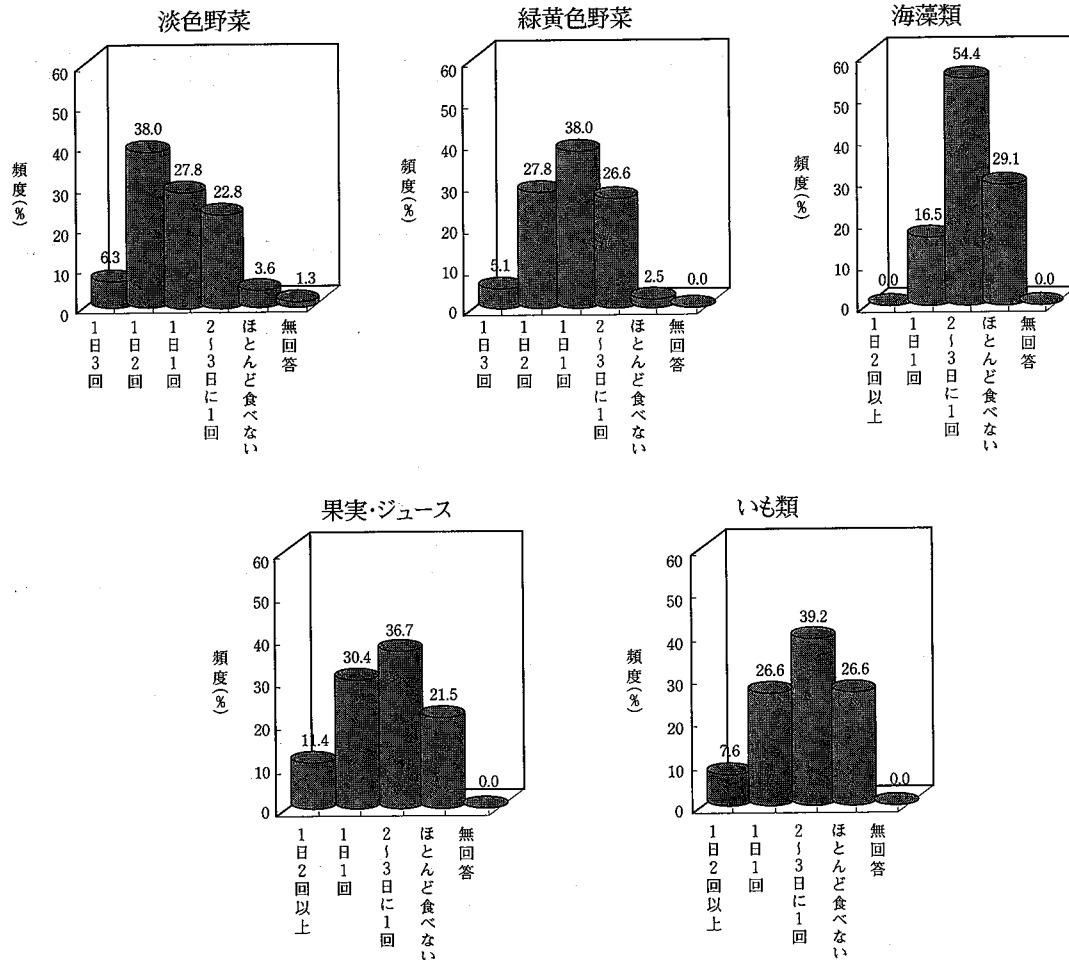 淡色野菜
60
50
40
30
20
10
0
頻度(%)
6.3
38.0
27.8
22.8
3.6
1.3
1日3回
1日2回
1日1回
2~3日に1回
ほとんど食べない
無回答
緑黄色野菜
60
50
40
30
20
10
0
頻度(%)
5.1
27.8
38.0
26.6
2.5
0.0
1日3回
1日2回
1日1回
2~3日に1回
ほとんど食べない
無回答
海藻類
60
50
40
30
20
10
0
頻度(%)
0.0
16.5
54.4
29.1
0.0
1日2回以上
1日1回
2~3日に1回
ほとんど食べない
無回答
果実・ジュース
60
50
40
30
20
10
0
頻度(%)
11.4
30.4
36.7
21.5
0.0
1日2回以上
1日1回
2~3日に1回
ほとんど食べない
無回答
いも類
60
50
40
30
20
10
0
頻度(%)
7.6
26.6
39.2
26.6
0.0
1日2回以上
1日1回
2~3日に1回
ほとんど食べない
無回答